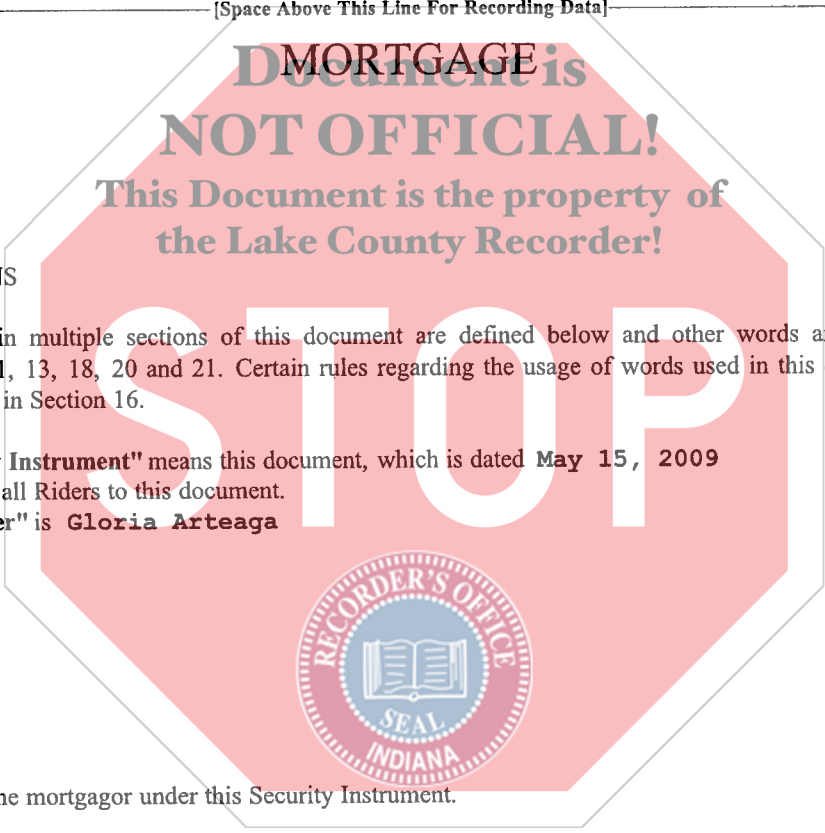 [Space Above This Line For Recording Data]
MORTGAGE
Document is
NOT OFFICIAL!
This Document is the property of
the Lake County Recorder!
NS
in multiple sections of this document are defined below and other words a
1, 13, 18, 20 and 21. Certain rules regarding the usage of words used in this
in Section 16.
STOP
Instrument" means this document, which is dated May 15, 2009
all Riders to this document.
er" is Gloria Arteaga
RECORDER'S OFFICE
SEAL
INDIANA
he mortgagor under this Security Instrument.